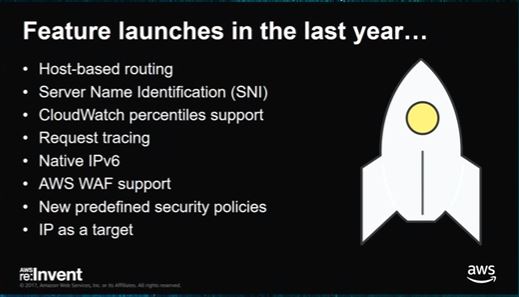 Feature launches in the last year…
• Host-based routing
• Server Name Identification (SNI)
• CloudWatch percentiles support
• Request tracing
• Native IPv6
• AWS WAF support
• New predefined security policies
• IP as a target
AWS
re:Invent
© 2017, Amazon Web Services, Inc. or its Affiliates. All rights reserved.
aws